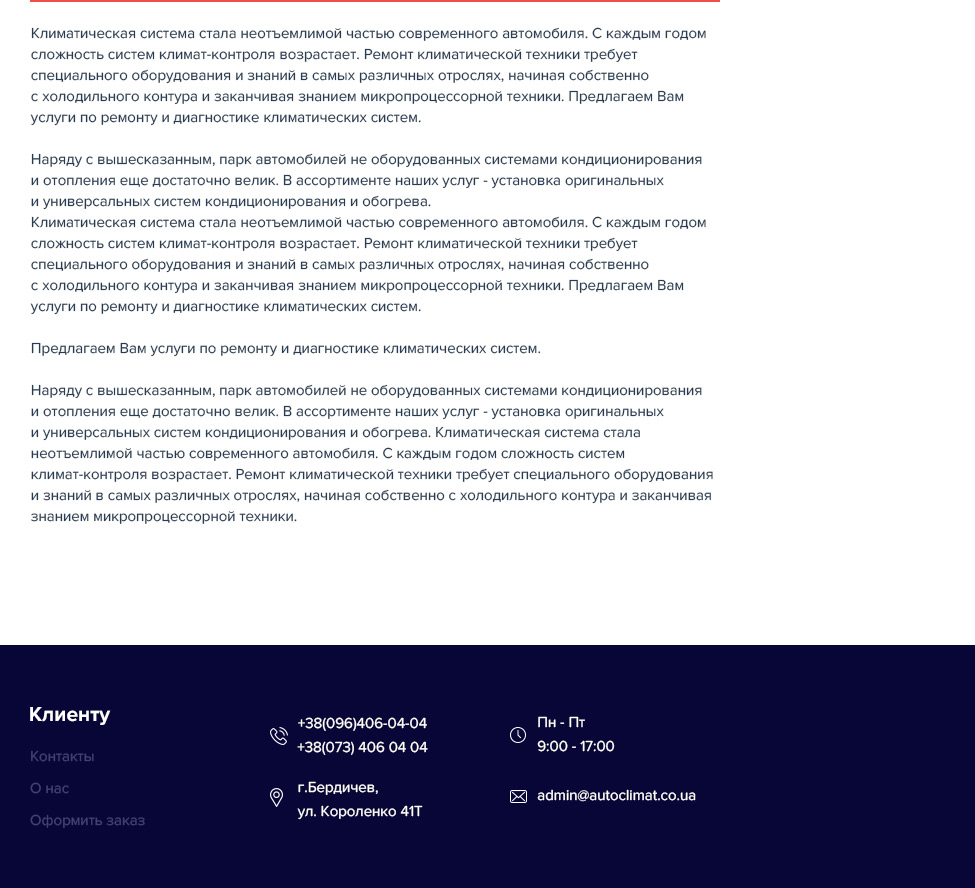 Климатическая система стала неотъемлимой частью современного автомобиля. С каждым годом
сложность систем климат-контроля возрастает. Ремонт климатической техники требует
специального оборудования и знаний в самых различных отрослях, начиная собственно
с холодильного контура и заканчивая знанием микропроцессорной техники. Предлагаем Вам
услуги по ремонту и диагностике климатических систем.
Наряду с вышесказанным, парк автомобилей не оборудованных системами кондиционирования
и отопления еще достаточно велик. В ассортименте наших услуг - установка оригинальных
и универсальных систем кондиционирования и обогрева.
Климатическая система стала неотъемлимой частью современного автомобиля. С каждым годом
сложность систем климат-контроля возрастает. Ремонт климатической техники требует
специального оборудования и знаний в самых различных отрослях, начиная собственно
с холодильного контура и заканчивая знанием микропроцессорной техники. Предлагаем Вам
услуги по ремонту и диагностике климатических систем.
Предлагаем Вам услуги по ремонту и диагностике климатических систем.
Наряду с вышесказанным, парк автомобилей не оборудованных системами кондиционирования
и отопления еще достаточно велик. В ассортименте наших услуг - установка оригинальных
и универсальных систем кондиционирования и обогрева. Климатическая система стала
неотъемлимой частью современного автомобиля. С каждым годом сложность систем
климат-контроля возрастает. Ремонт климатической техники требует специального оборудования
и знаний в самых различных отрослях, начиная собственно с холодильного контура и заканчивая
знанием микропроцессорной техники.
Клиенту
Контакты
О нас
Оформить заказ
+38(096)406-04-04
+38(073) 406 04 04
г.Бердичев,
ул. Короленко 41Т
Пн - Пт
9:00 - 17:00
admin@autoclimat.co.ua